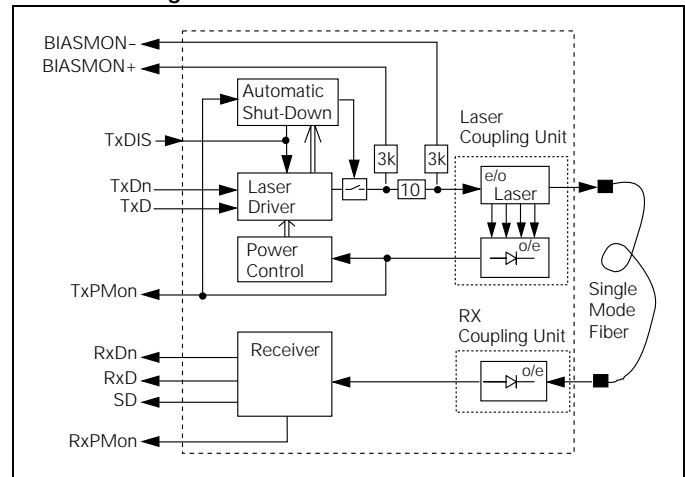 BIASMON–
BIASMON+
Automatic
Shut-Down
Laser
Coupling Unit
TxDIS
3k
3k
e/o
Laser
TxDn
TxD
Laser
Driver
10
o/e
Power
Control
TxPMon
Single
Mode
Fiber
RX
Coupling Unit
RxDn
RxD
SD
Receiver
o/e
RxPMon